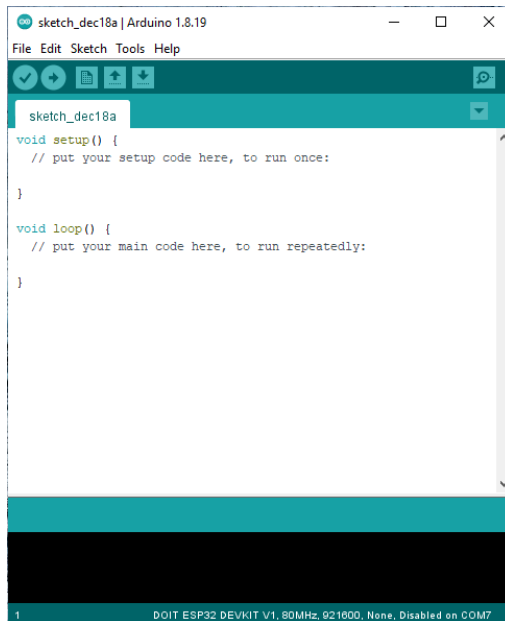 sketch_dec18a | Arduino 1.8.19
File Edit Sketch Tools Help
sketch_dec18a
void setup() {
  // put your setup code here, to run once:

}

void loop() {
  // put your main code here, to run repeatedly:

}
1 DOIT ESP32 DEVKIT V1, 80MHz, 921600, None, Disabled on COM7